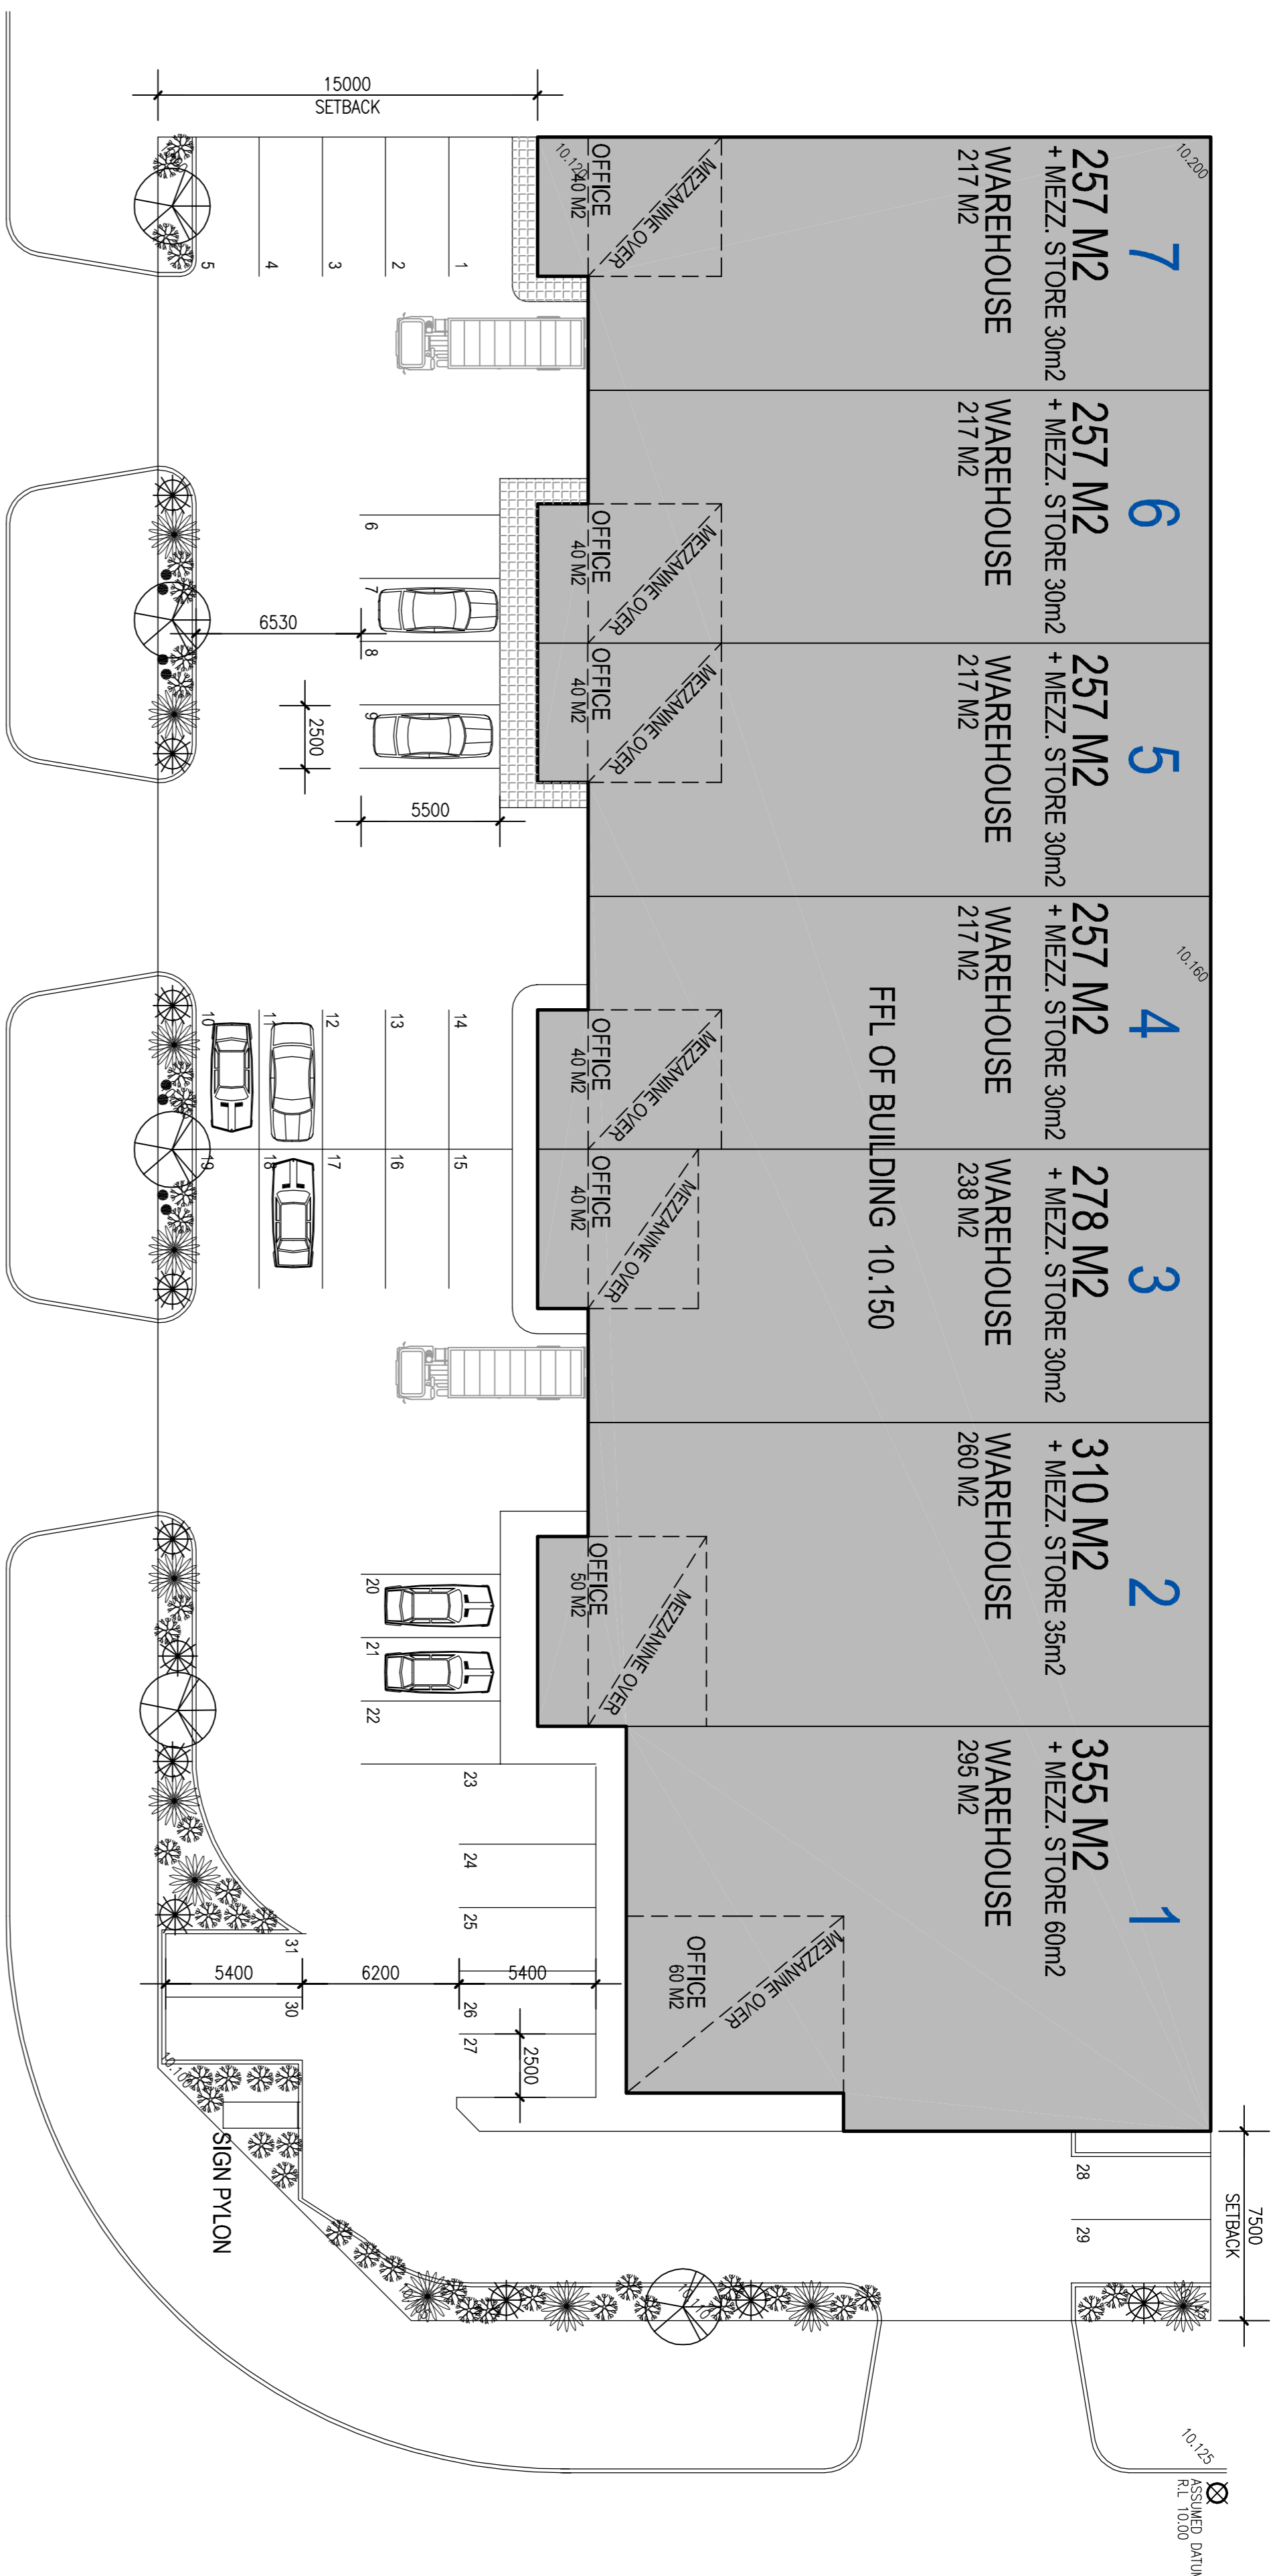 15000
SETBACK
7
257 M2
+ MEZZ. STORE 30m2
WAREHOUSE
217 M2
10.200
MEZZANINE OVER
OFFICE
40 M2
10.120
6
257 M2
+ MEZZ. STORE 30m2
WAREHOUSE
217 M2
MEZZANINE OVER
OFFICE
40 M2
5
257 M2
+ MEZZ. STORE 30m2
WAREHOUSE
217 M2
MEZZANINE OVER
OFFICE
40 M2
4
257 M2
+ MEZZ. STORE 30m2
WAREHOUSE
217 M2
10.160
MEZZANINE OVER
OFFICE
40 M2
FFL OF BUILDING 10.150
3
278 M2
+ MEZZ. STORE 30m2
WAREHOUSE
238 M2
MEZZANINE OVER
OFFICE
40 M2
2
310 M2
+ MEZZ. STORE 35m2
WAREHOUSE
260 M2
MEZZANINE OVER
OFFICE
50 M2
1
355 M2
+ MEZZ. STORE 60m2
WAREHOUSE
295 M2
MEZZANINE OVER
OFFICE
60 M2
1
2
3
4
5
6
7
8
9
6530
2500
5500
10
11
12
13
14
15
16
17
18
19
20
21
22
23
24
25
26
27
31
30
5400
6200
5400
2500
10.100
SIGN PYLON
28
29
7500
SETBACK
10.110
10.125
ASSUMED DATUM
R.L 10.00